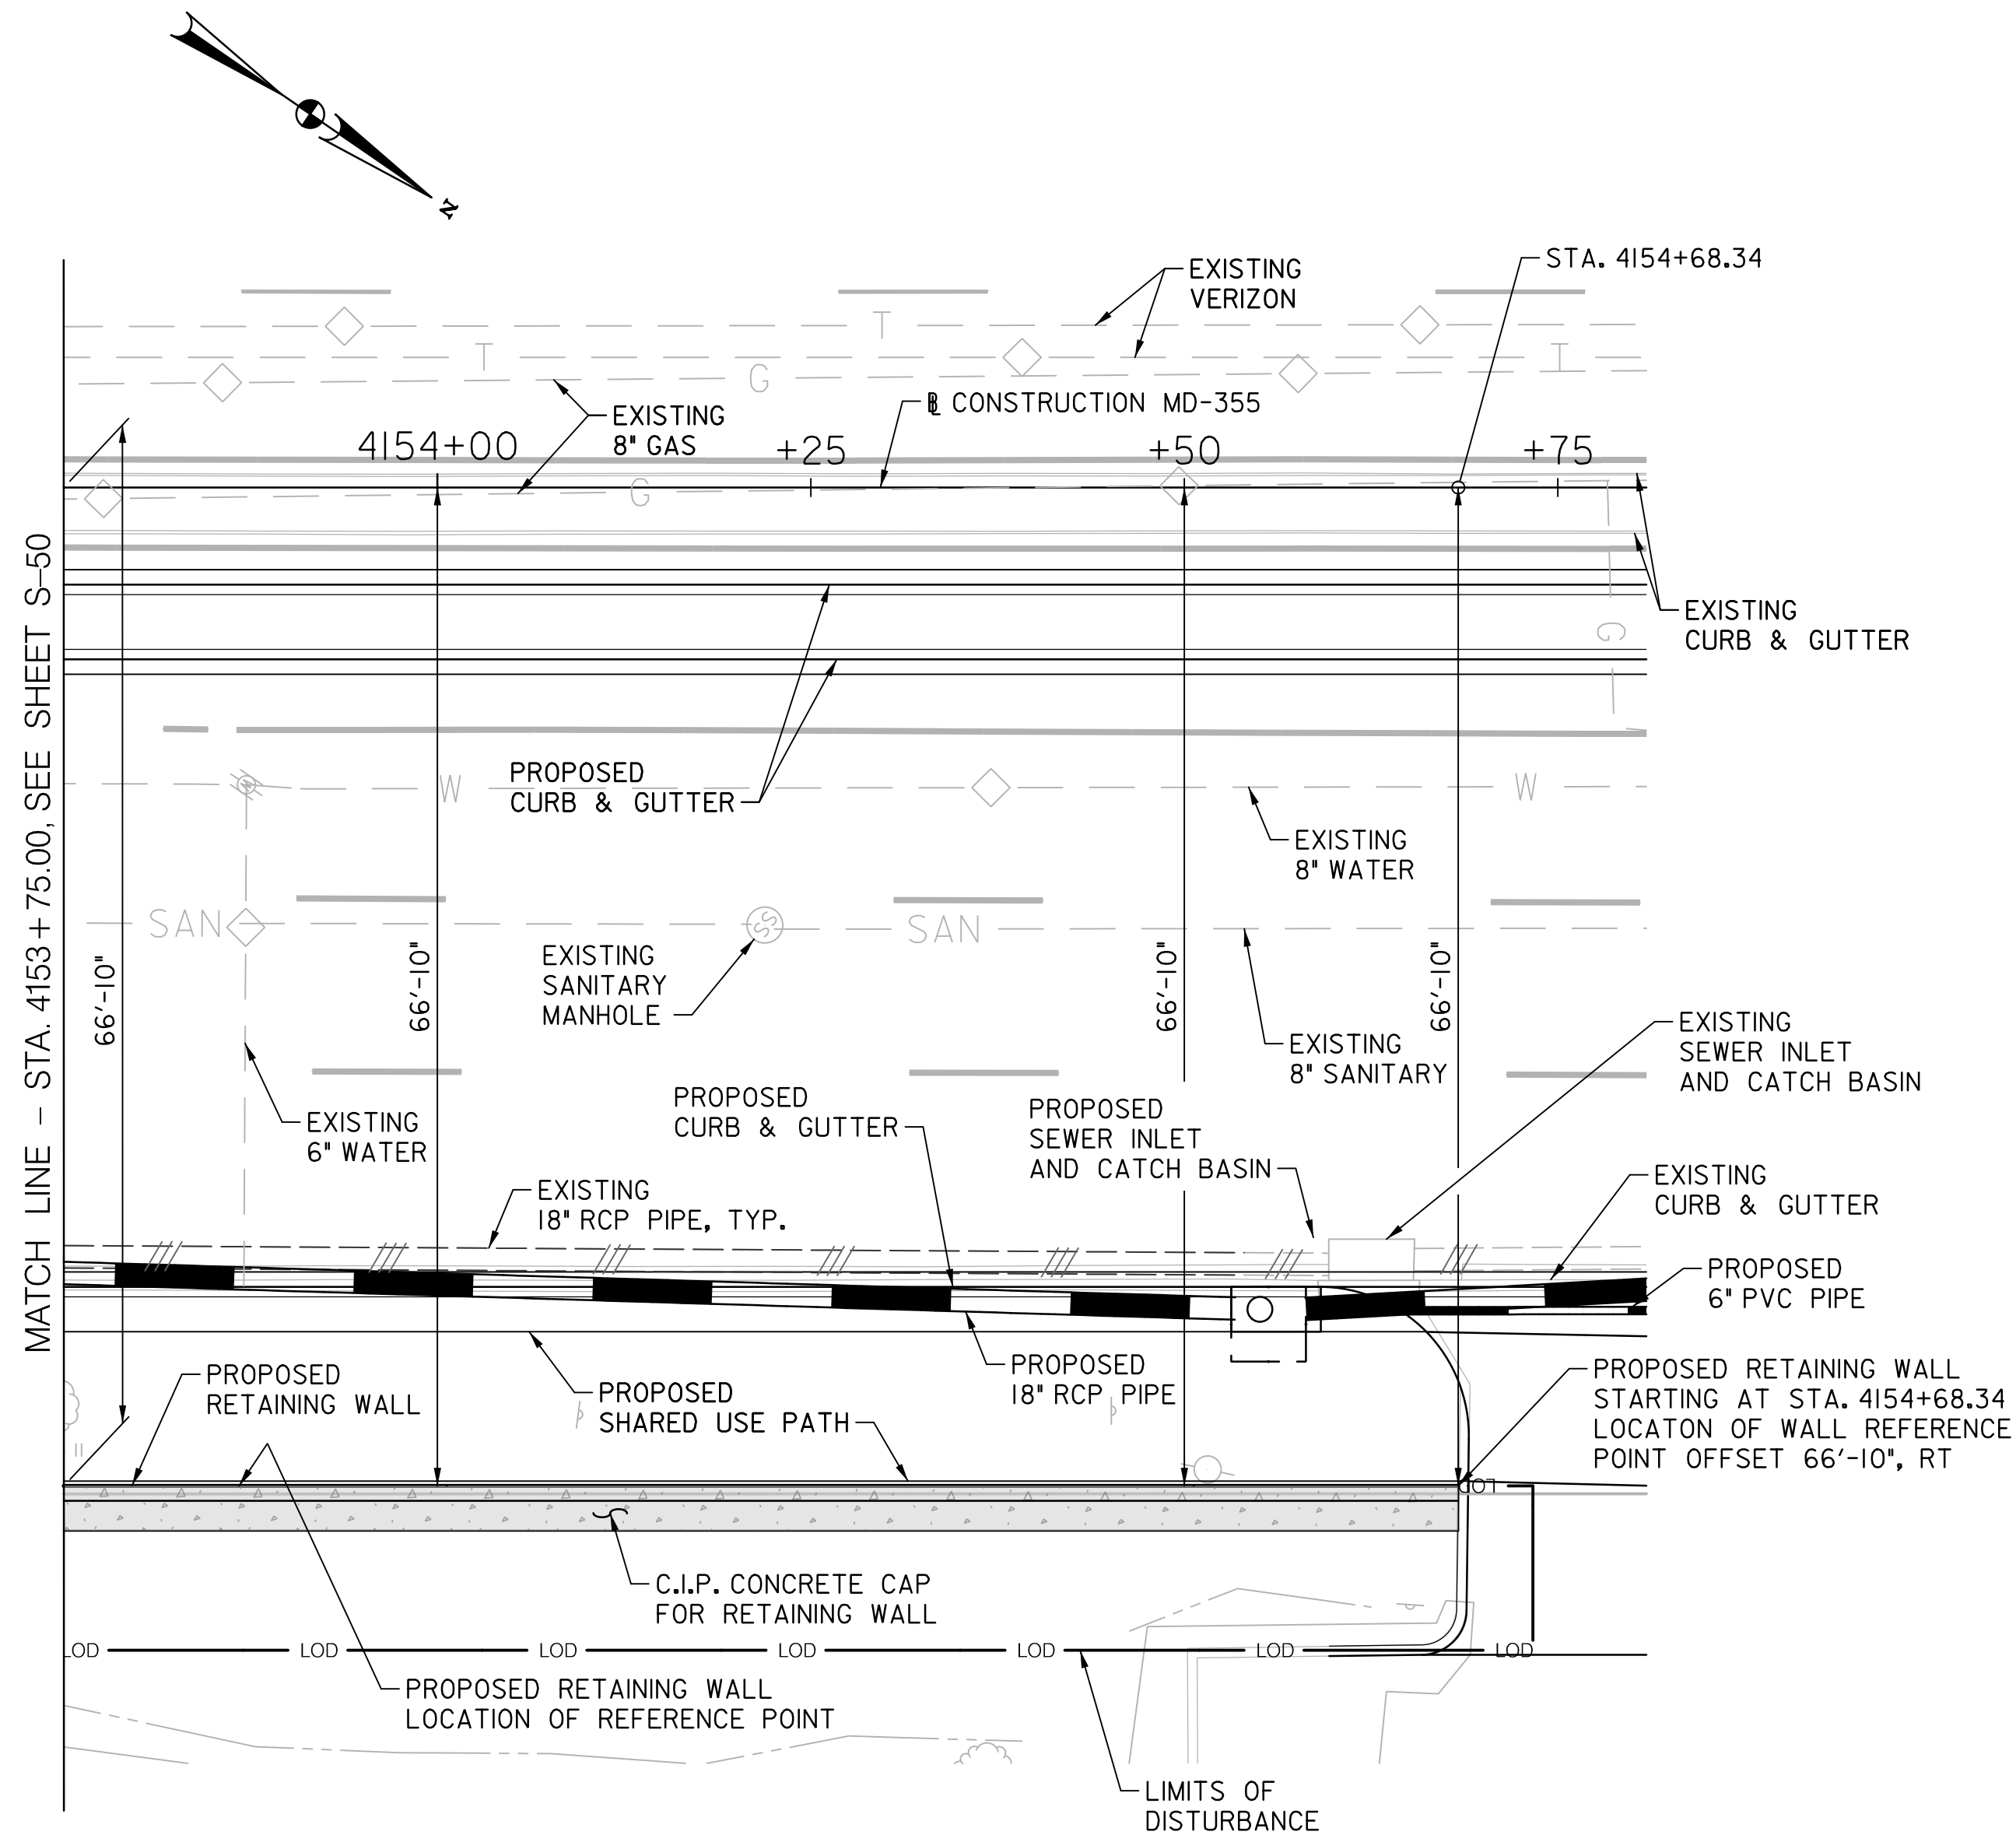 N
STA. 4154+68.34
EXISTING
VERIZON
T
T
G
T
EXISTING
8" GAS
BL CONSTRUCTION MD-355
4154+00
+25
+50
+75
G
EXISTING
CURB & GUTTER
G
MATCH LINE - STA. 4153+75.00, SEE SHEET S-50
PROPOSED
CURB & GUTTER
W
W
EXISTING
8" WATER
SAN
SS
SAN
66'-10"
66'-10"
66'-10"
66'-10"
EXISTING
SANITARY
MANHOLE
EXISTING
8" SANITARY
EXISTING
SEWER INLET
AND CATCH BASIN
EXISTING
6" WATER
PROPOSED
CURB & GUTTER
PROPOSED
SEWER INLET
AND CATCH BASIN
EXISTING
18" RCP PIPE, TYP.
EXISTING
CURB & GUTTER
PROPOSED
6" PVC PIPE
PROPOSED
RETAINING WALL
PROPOSED
SHARED USE PATH
PROPOSED
18" RCP PIPE
PROPOSED RETAINING WALL
STARTING AT STA. 4154+68.34
LOCATON OF WALL REFERENCE
POINT OFFSET 66'-10", RT
LOD
C.I.P. CONCRETE CAP
FOR RETAINING WALL
LOD LOD LOD LOD LOD LOD LOD
PROPOSED RETAINING WALL
LOCATION OF REFERENCE POINT
LIMITS OF
DISTURBANCE